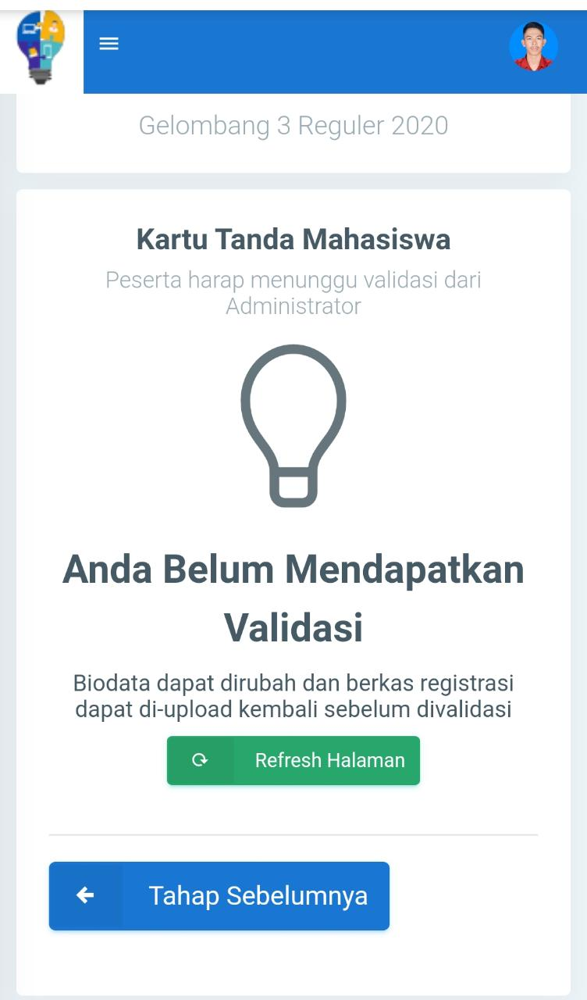 Gelombang 3 Reguler 2020
Kartu Tanda Mahasiswa
Peserta harap menunggu validasi dari
Administrator
Anda Belum Mendapatkan
Validasi
Biodata dapat dirubah dan berkas registrasi
dapat di-upload kembali sebelum divalidasi
Refresh Halaman
Tahap Sebelumnya